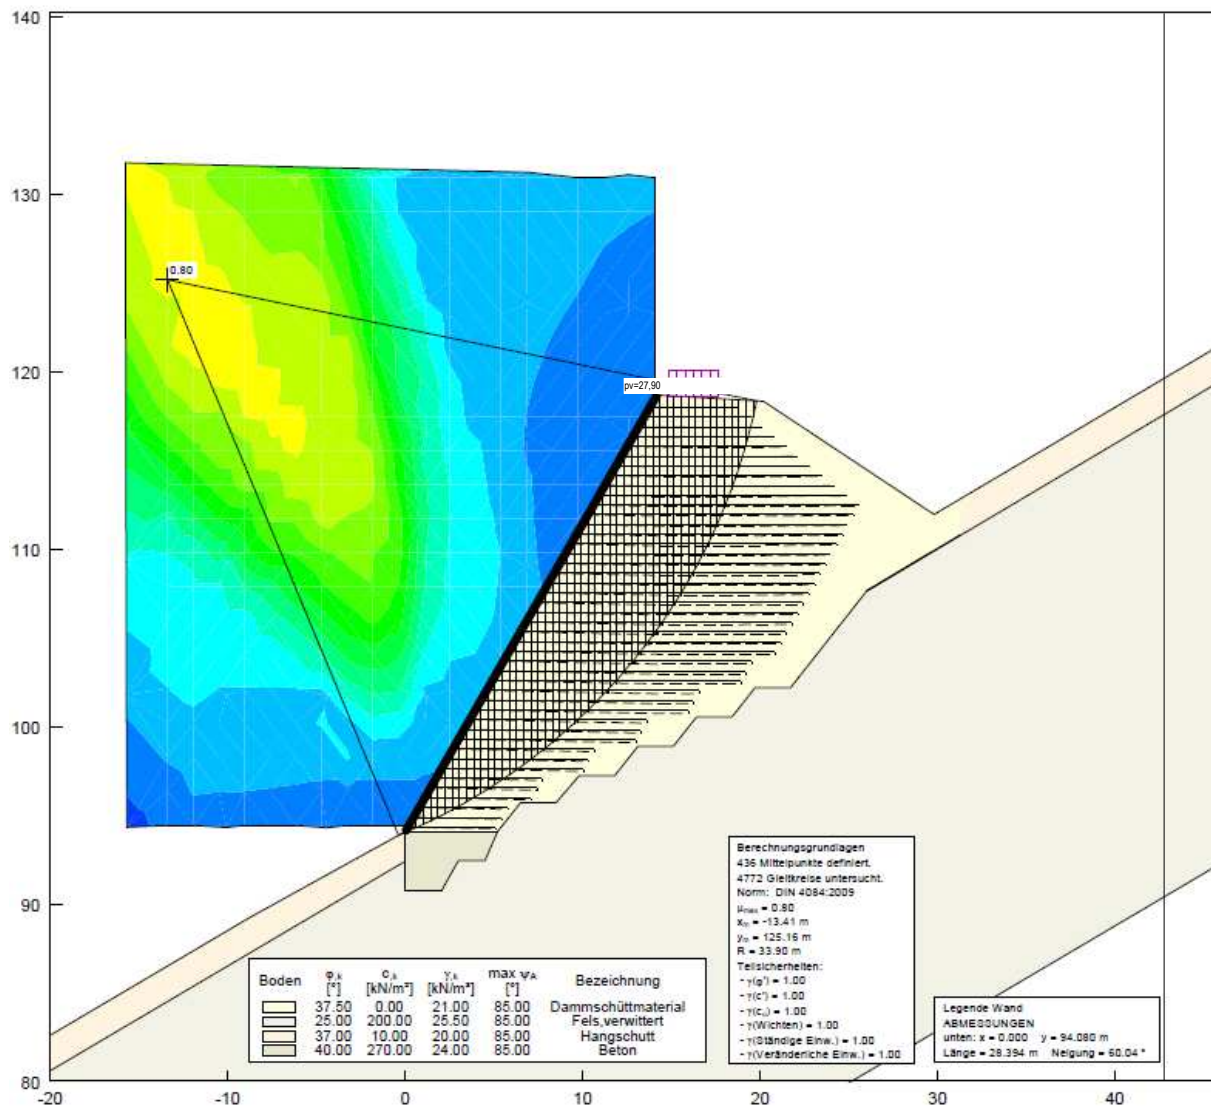 140
130
0.80
120
pv=27,90
110
100
90
80
-20
-10
0
10
20
30
40
Boden φ,k [°] c,k [kN/m²] γ,k [kN/m³] max ψA [°] Bezeichnung
37.50 0.00 21.00 85.00 Dammschüttmaterial
25.00 200.00 25.50 85.00 Fels,verwittert
37.00 10.00 20.00 85.00 Hangschutt
40.00 270.00 24.00 85.00 Beton
Berechnungsgrundlagen
436 Mittelpunkte definiert.
4772 Gleitkreise untersucht.
Norm: DIN 4084:2009
μmax = 0.80
xm = -13.41 m
ym = 125.16 m
R = 33.90 m
Teilsicherheiten:
- γ(φ') = 1.00
- γ(c') = 1.00
- γ(cu) = 1.00
- γ(Wichten) = 1.00
- γ(Ständige Einw.) = 1.00
- γ(Veränderliche Einw.) = 1.00
Legende Wand
ABMESSUNGEN
unten: x = 0.000 y = 94.080 m
Länge = 28.394 m Neigung = 60.04 °